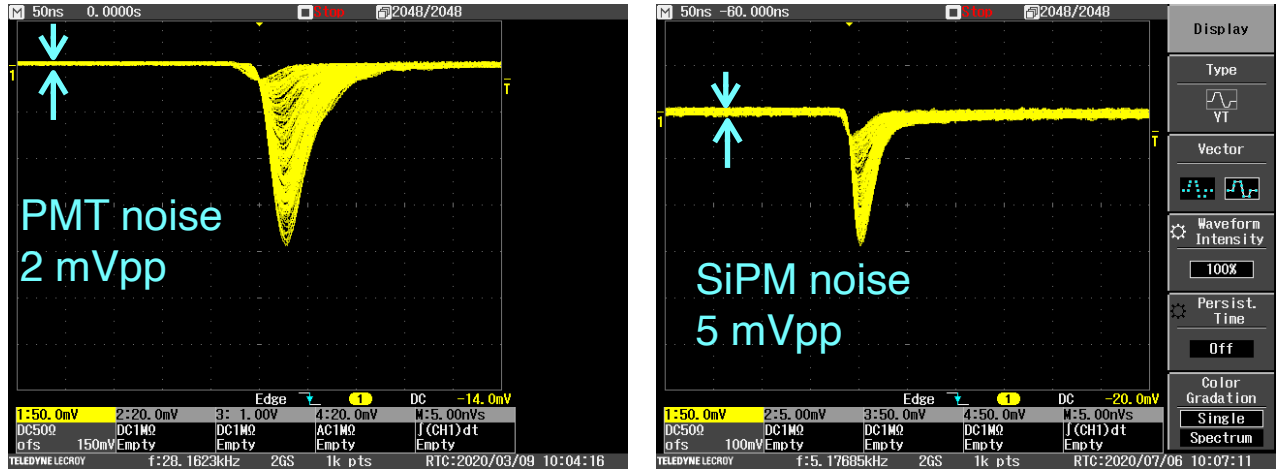 M 50ns 0.0000s Stop 2048/2048
1
T
PMT noise
2 mVpp
Edge 1 DC -14.0mV
1:50.0mV 2:20.0mV 3: 1.00V 4:20.0mV M:5.00nVs
DC50Ω DC1MΩ DC1MΩ AC1MΩ ∫(CH1)dt
ofs 150mV Empty Empty Empty Empty
TELEDYNE LECROY f:28.1623kHz 2GS 1k pts RTC:2020/03/09 10:04:16
M 50ns -60.000ns Stop 2048/2048
1
T
SiPM noise
5 mVpp
Edge 1 DC -20.0mV
1:50.0mV 2:5.00mV 3:50.0mV 4:50.0mV M:5.00nVs
DC50Ω DC1MΩ DC1MΩ DC1MΩ ∫(CH1)dt
ofs 100mV Empty Empty Empty Empty
TELEDYNE LECROY f:5.17685kHz 2GS 1k pts RTC:2020/07/06 10:07:11
Display
Type
YT
Vector
Waveform
Intensity
100%
Persist.
Time
Off
Color
Gradation
Single
Spectrum